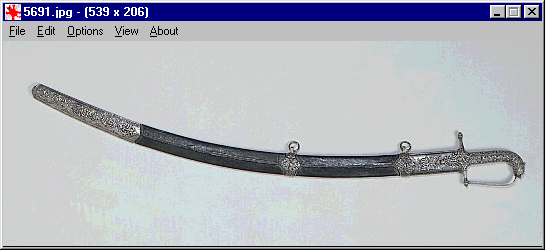 5691.jpg - (539 x 206)
File Edit Options View About